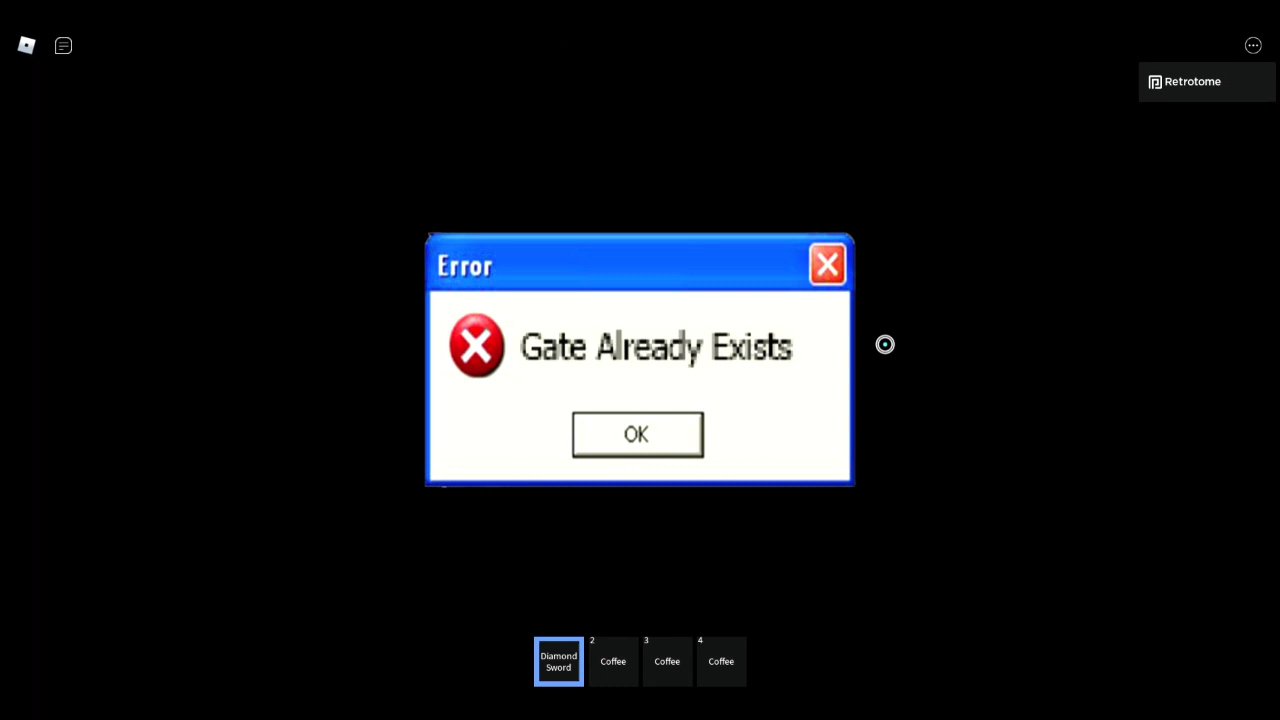 Retrotome
Error
Gate Already Exists
OK
Diamond
Sword
2
Coffee
3
Coffee
4
Coffee